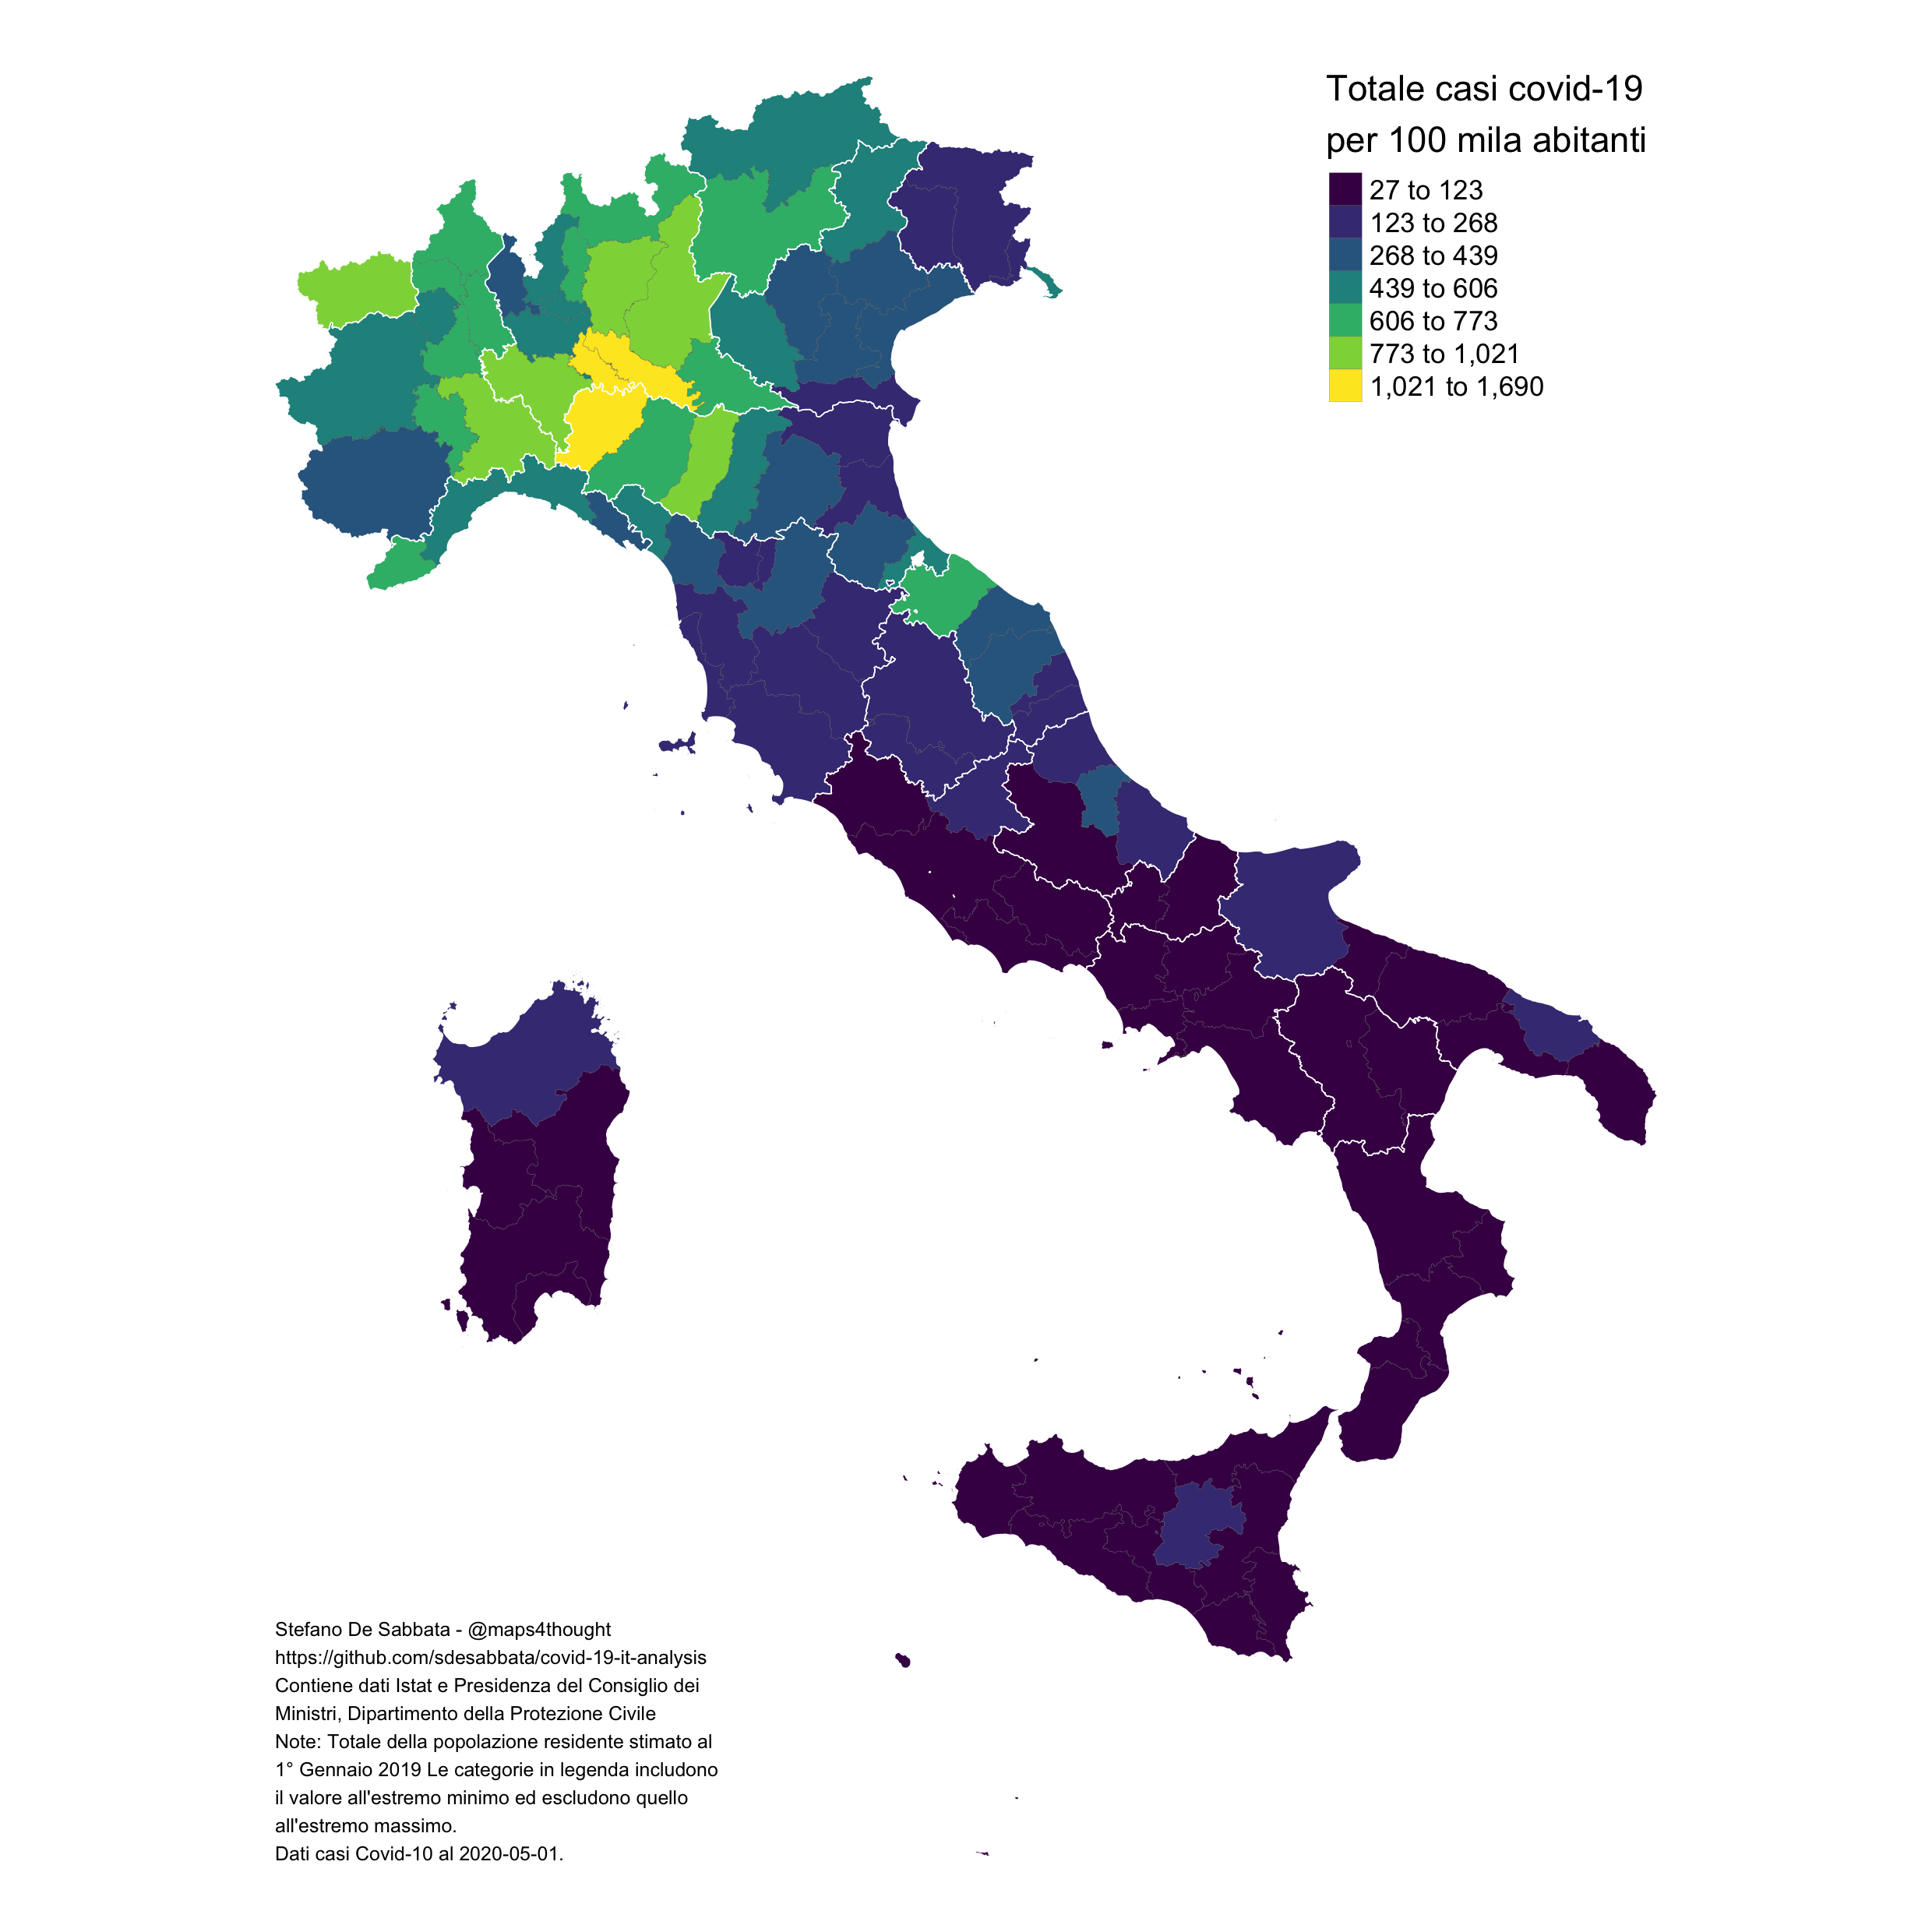 Totale casi covid-19
per 100 mila abitanti
27 to 123
123 to 268
268 to 439
439 to 606
606 to 773
773 to 1,021
1,021 to 1,690
Stefano De Sabbata - @maps4thought
https://github.com/sdesabbata/covid-19-it-analysis
Contiene dati Istat e Presidenza del Consiglio dei
Ministri, Dipartimento della Protezione Civile
Note: Totale della popolazione residente stimato al
1° Gennaio 2019 Le categorie in legenda includono
il valore all'estremo minimo ed escludono quello
all'estremo massimo.
Dati casi Covid-10 al 2020-05-01.